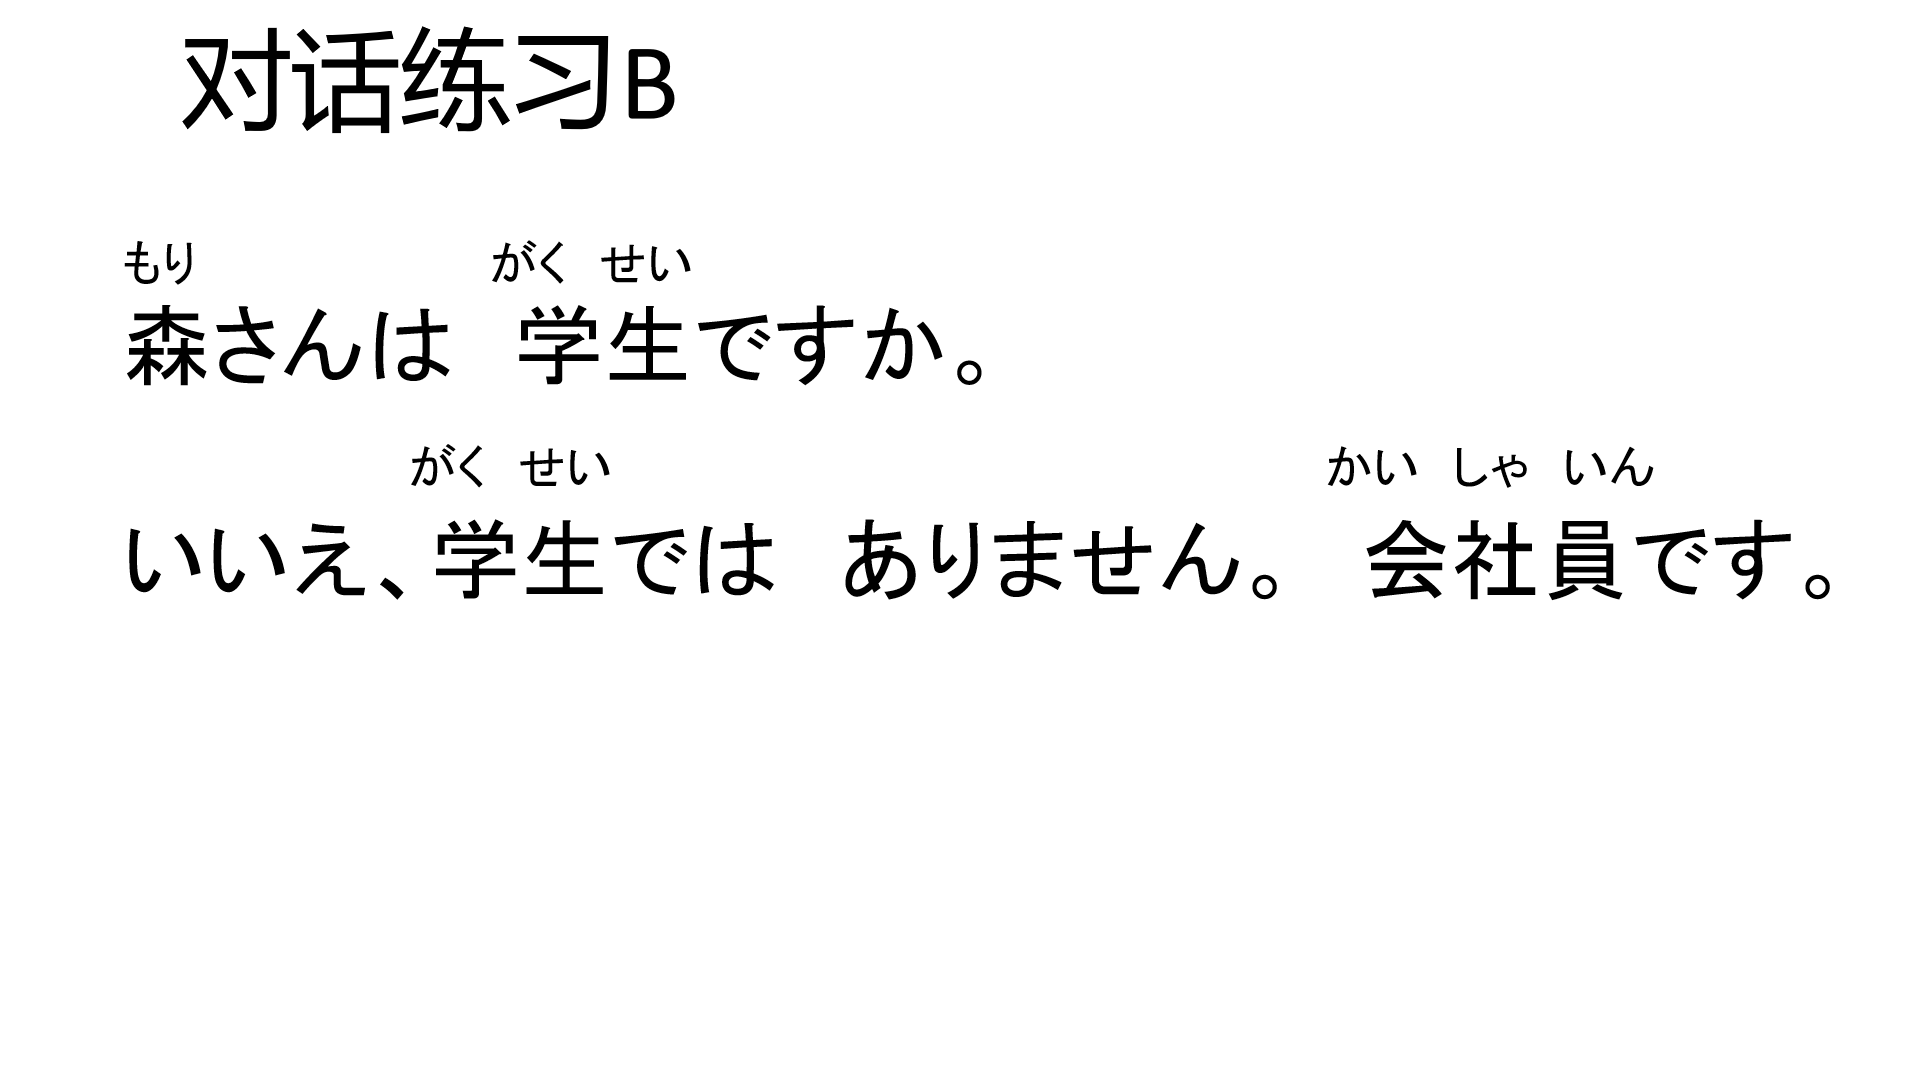 对话练习B
もり がく せい
森さんは 学生ですか。
がく せい かい しゃ いん
いいえ、学生では ありません。 会社員です。